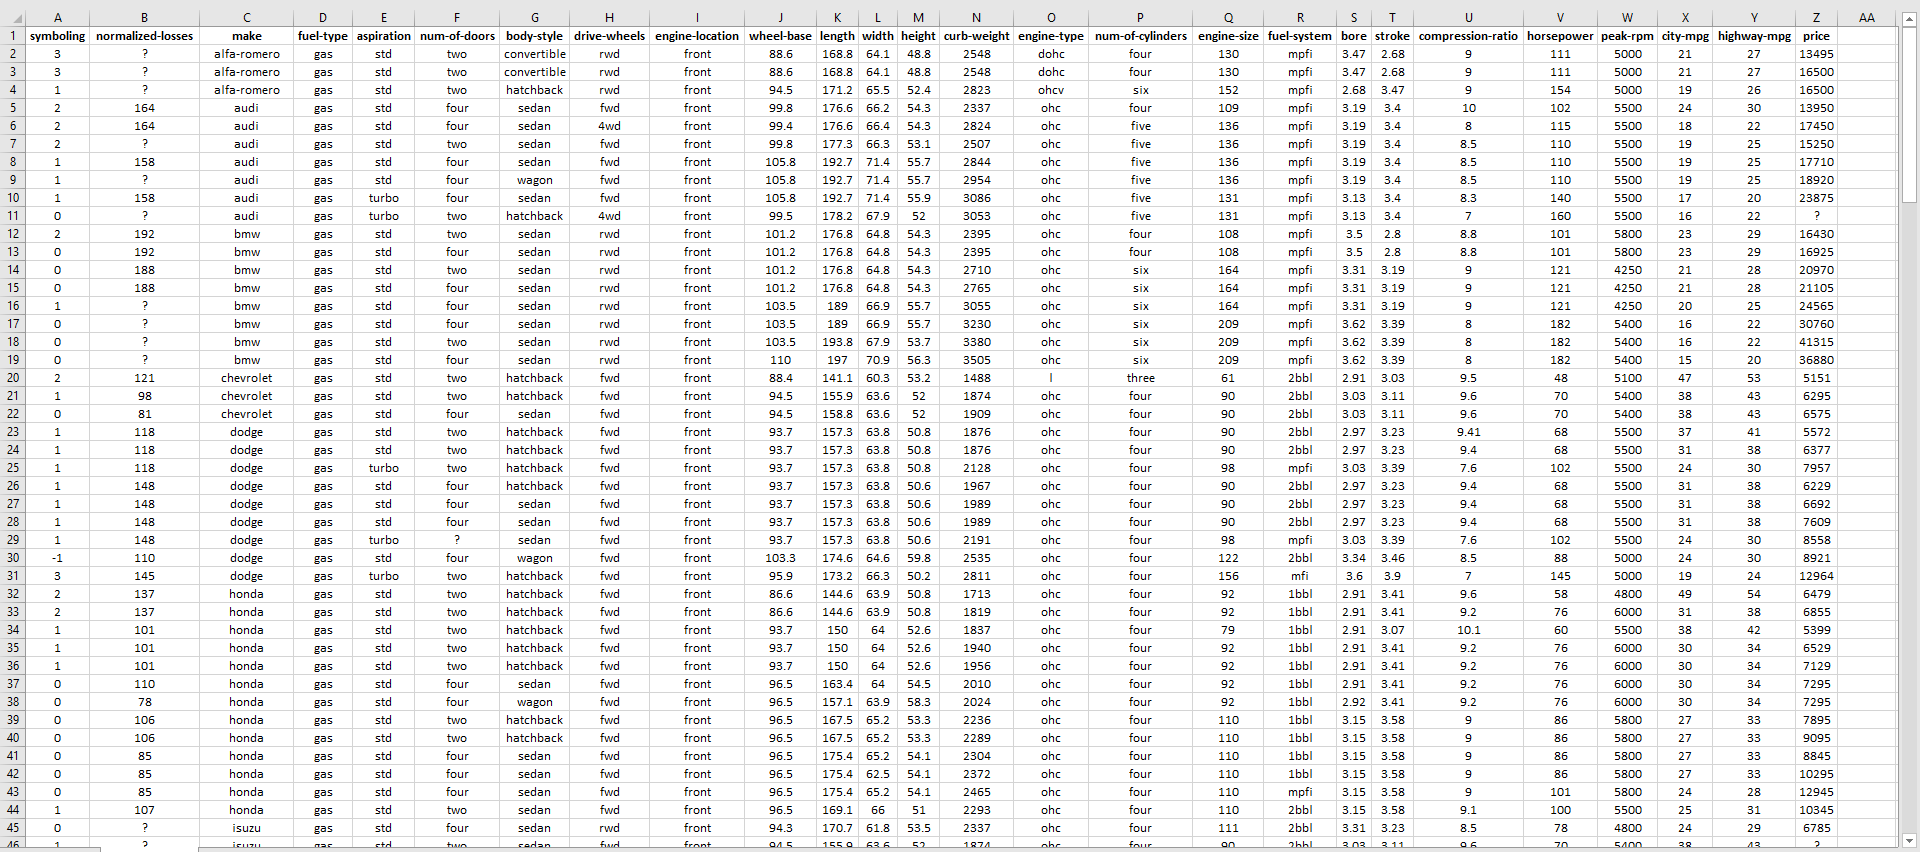 A B C D E F G H I J K L M N O P Q R S T U V W X Y Z AA
1 symboling normalized-losses make fuel-type aspiration num-of-doors body-style drive-wheels engine-location wheel-base length width height curb-weight engine-type num-of-cylinders engine-size fuel-system bore stroke compression-ratio horsepower peak-rpm city-mpg highway-mpg price
2 3 ? alfa-romero gas std two convertible rwd front 88.6 168.8 64.1 48.8 2548 dohc four 130 mpfi 3.47 2.68 9 111 5000 21 27 13495
3 3 ? alfa-romero gas std two convertible rwd front 88.6 168.8 64.1 48.8 2548 dohc four 130 mpfi 3.47 2.68 9 111 5000 21 27 16500
4 1 ? alfa-romero gas std two hatchback rwd front 94.5 171.2 65.5 52.4 2823 ohcv six 152 mpfi 2.68 3.47 9 154 5000 19 26 16500
5 2 164 audi gas std four sedan fwd front 99.8 176.6 66.2 54.3 2337 ohc four 109 mpfi 3.19 3.4 10 102 5500 24 30 13950
6 2 164 audi gas std four sedan 4wd front 99.4 176.6 66.4 54.3 2824 ohc five 136 mpfi 3.19 3.4 8 115 5500 18 22 17450
7 2 ? audi gas std two sedan fwd front 99.8 177.3 66.3 53.1 2507 ohc five 136 mpfi 3.19 3.4 8.5 110 5500 19 25 15250
8 1 158 audi gas std four sedan fwd front 105.8 192.7 71.4 55.7 2844 ohc five 136 mpfi 3.19 3.4 8.5 110 5500 19 25 17710
9 1 ? audi gas std four wagon fwd front 105.8 192.7 71.4 55.7 2954 ohc five 136 mpfi 3.19 3.4 8.5 110 5500 19 25 18920
10 1 158 audi gas turbo four sedan fwd front 105.8 192.7 71.4 55.9 3086 ohc five 131 mpfi 3.13 3.4 8.3 140 5500 17 20 23875
11 0 ? audi gas turbo two hatchback 4wd front 99.5 178.2 67.9 52 3053 ohc five 131 mpfi 3.13 3.4 7 160 5500 16 22 ?
12 2 192 bmw gas std two sedan rwd front 101.2 176.8 64.8 54.3 2395 ohc four 108 mpfi 3.5 2.8 8.8 101 5800 23 29 16430
13 0 192 bmw gas std four sedan rwd front 101.2 176.8 64.8 54.3 2395 ohc four 108 mpfi 3.5 2.8 8.8 101 5800 23 29 16925
14 0 188 bmw gas std two sedan rwd front 101.2 176.8 64.8 54.3 2710 ohc six 164 mpfi 3.31 3.19 9 121 4250 21 28 20970
15 0 188 bmw gas std four sedan rwd front 101.2 176.8 64.8 54.3 2765 ohc six 164 mpfi 3.31 3.19 9 121 4250 21 28 21105
16 1 ? bmw gas std four sedan rwd front 103.5 189 66.9 55.7 3055 ohc six 164 mpfi 3.31 3.19 9 121 4250 20 25 24565
17 0 ? bmw gas std four sedan rwd front 103.5 189 66.9 55.7 3230 ohc six 209 mpfi 3.62 3.39 8 182 5400 16 22 30760
18 0 ? bmw gas std two sedan rwd front 103.5 193.8 67.9 53.7 3380 ohc six 209 mpfi 3.62 3.39 8 182 5400 16 22 41315
19 0 ? bmw gas std four sedan rwd front 110 197 70.9 56.3 3505 ohc six 209 mpfi 3.62 3.39 8 182 5400 15 20 36880
20 2 121 chevrolet gas std two hatchback fwd front 88.4 141.1 60.3 53.2 1488 l three 61 2bbl 2.91 3.03 9.5 48 5100 47 53 5151
21 1 98 chevrolet gas std two hatchback fwd front 94.5 155.9 63.6 52 1874 ohc four 90 2bbl 3.03 3.11 9.6 70 5400 38 43 6295
22 0 81 chevrolet gas std four sedan fwd front 94.5 158.8 63.6 52 1909 ohc four 90 2bbl 3.03 3.11 9.6 70 5400 38 43 6575
23 1 118 dodge gas std two hatchback fwd front 93.7 157.3 63.8 50.8 1876 ohc four 90 2bbl 2.97 3.23 9.41 68 5500 37 41 5572
24 1 118 dodge gas std two hatchback fwd front 93.7 157.3 63.8 50.8 1876 ohc four 90 2bbl 2.97 3.23 9.4 68 5500 31 38 6377
25 1 118 dodge gas turbo two hatchback fwd front 93.7 157.3 63.8 50.8 2128 ohc four 98 mpfi 3.03 3.39 7.6 102 5500 24 30 7957
26 1 148 dodge gas std four hatchback fwd front 93.7 157.3 63.8 50.6 1967 ohc four 90 2bbl 2.97 3.23 9.4 68 5500 31 38 6229
27 1 148 dodge gas std four sedan fwd front 93.7 157.3 63.8 50.6 1989 ohc four 90 2bbl 2.97 3.23 9.4 68 5500 31 38 6692
28 1 148 dodge gas std four sedan fwd front 93.7 157.3 63.8 50.6 1989 ohc four 90 2bbl 2.97 3.23 9.4 68 5500 31 38 7609
29 1 148 dodge gas turbo ? sedan fwd front 93.7 157.3 63.8 50.6 2191 ohc four 98 mpfi 3.03 3.39 7.6 102 5500 24 30 8558
30 -1 110 dodge gas std four wagon fwd front 103.3 174.6 64.6 59.8 2535 ohc four 122 2bbl 3.34 3.46 8.5 88 5000 24 30 8921
31 3 145 dodge gas turbo two hatchback fwd front 95.9 173.2 66.3 50.2 2811 ohc four 156 mfi 3.6 3.9 7 145 5000 19 24 12964
32 2 137 honda gas std two hatchback fwd front 86.6 144.6 63.9 50.8 1713 ohc four 92 1bbl 2.91 3.41 9.6 58 4800 49 54 6479
33 2 137 honda gas std two hatchback fwd front 86.6 144.6 63.9 50.8 1819 ohc four 92 1bbl 2.91 3.41 9.2 76 6000 31 38 6855
34 1 101 honda gas std two hatchback fwd front 93.7 150 64 52.6 1837 ohc four 79 1bbl 2.91 3.07 10.1 60 5500 38 42 5399
35 1 101 honda gas std two hatchback fwd front 93.7 150 64 52.6 1940 ohc four 92 1bbl 2.91 3.41 9.2 76 6000 30 34 6529
36 1 101 honda gas std two hatchback fwd front 93.7 150 64 52.6 1956 ohc four 92 1bbl 2.91 3.41 9.2 76 6000 30 34 7129
37 0 110 honda gas std four sedan fwd front 96.5 163.4 64 54.5 2010 ohc four 92 1bbl 2.91 3.41 9.2 76 6000 30 34 7295
38 0 78 honda gas std four wagon fwd front 96.5 157.1 63.9 58.3 2024 ohc four 92 1bbl 2.92 3.41 9.2 76 6000 30 34 7295
39 0 106 honda gas std two hatchback fwd front 96.5 167.5 65.2 53.3 2236 ohc four 110 1bbl 3.15 3.58 9 86 5800 27 33 7895
40 0 106 honda gas std two hatchback fwd front 96.5 167.5 65.2 53.3 2289 ohc four 110 1bbl 3.15 3.58 9 86 5800 27 33 9095
41 0 85 honda gas std four sedan fwd front 96.5 175.4 65.2 54.1 2304 ohc four 110 1bbl 3.15 3.58 9 86 5800 27 33 8845
42 0 85 honda gas std four sedan fwd front 96.5 175.4 62.5 54.1 2372 ohc four 110 1bbl 3.15 3.58 9 86 5800 27 33 10295
43 0 85 honda gas std four sedan fwd front 96.5 175.4 65.2 54.1 2465 ohc four 110 mpfi 3.15 3.58 9 101 5800 24 28 12945
44 1 107 honda gas std two sedan fwd front 96.5 169.1 66 51 2293 ohc four 110 2bbl 3.15 3.58 9.1 100 5500 25 31 10345
45 0 ? isuzu gas std four sedan rwd front 94.3 170.7 61.8 53.5 2337 ohc four 111 2bbl 3.31 3.23 8.5 78 4800 24 29 6785
46 1 ? isuzu gas std two sedan fwd front 94.5 155.9 63.6 52 1874 ohc four 90 2bbl 3.03 3.11 9.6 70 5400 38 43 ?